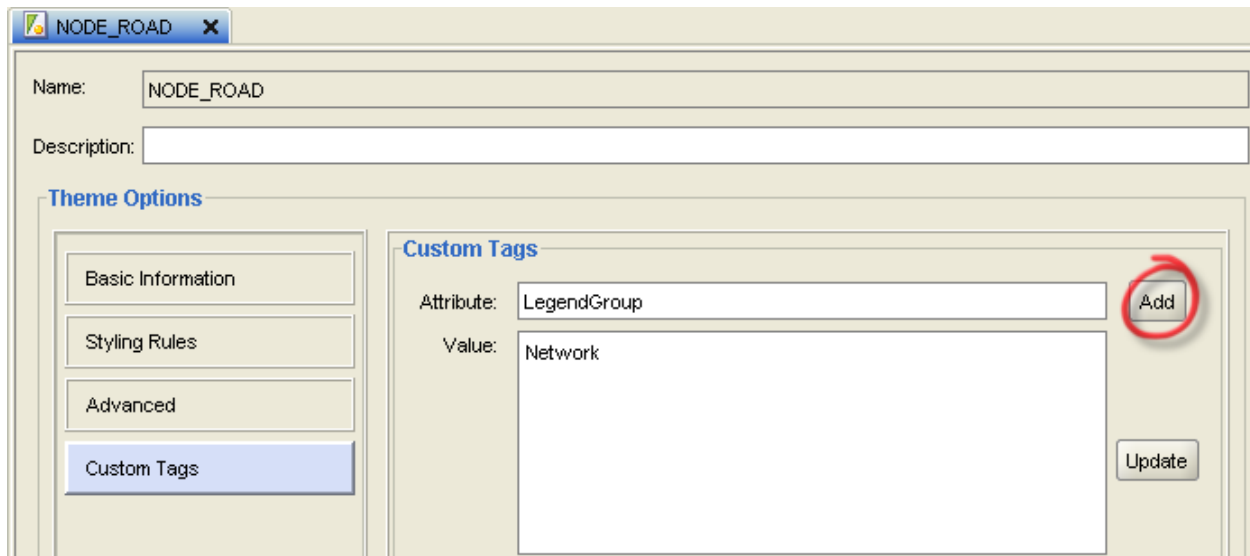 NODE_ROAD
Name: NODE_ROAD
Description:
Theme Options
Basic Information
Styling Rules
Advanced
Custom Tags
Custom Tags
Attribute: LegendGroup Add
Value: Network
Update